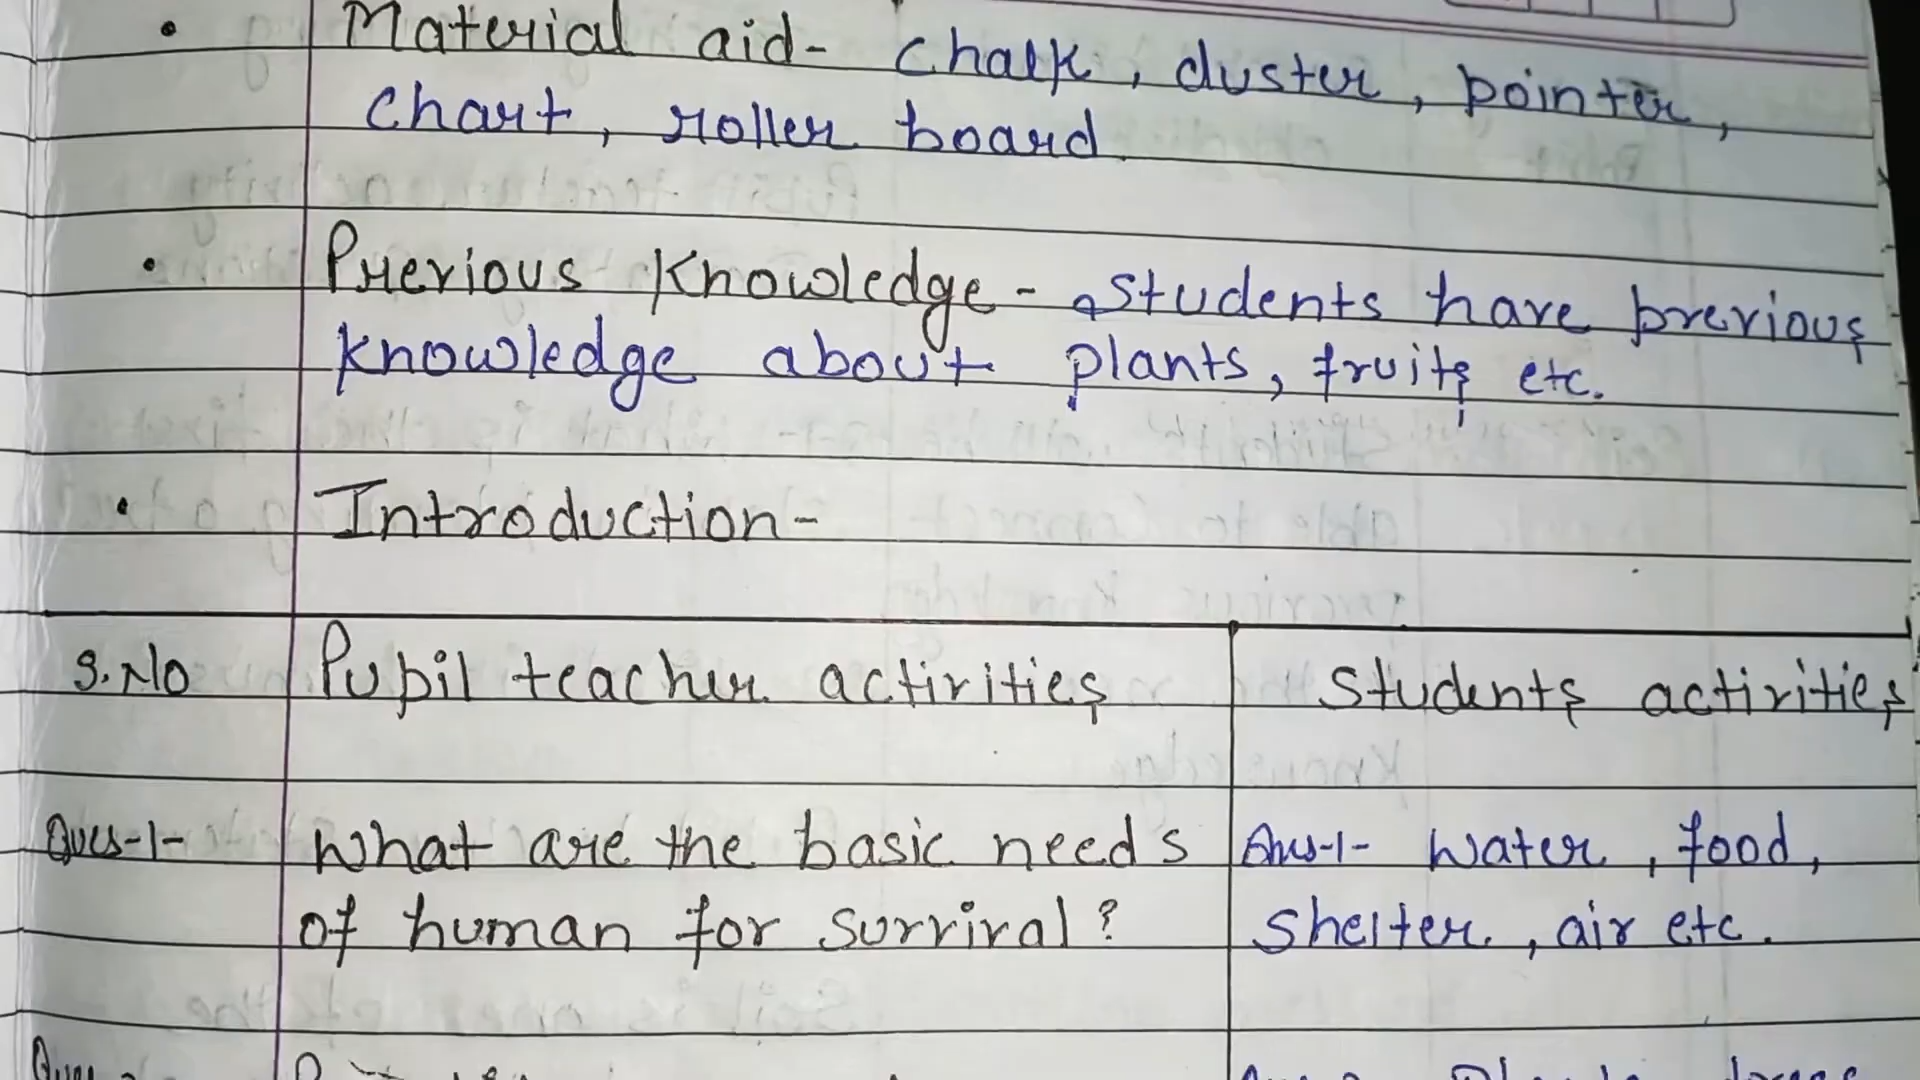 • Material aid- chalk, duster, pointer,
chart, roller board
• Previous Knowledge - students have previous
knowledge about plants, fruits etc.
• Introduction-
S.No Pupil teacher activities Students activities
Ques-1- What are the basic needs Ans-1- Water, food,
of human for survival? Shelter, air etc.